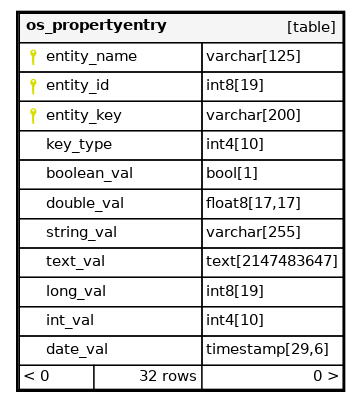 os_propertyentry [table]
entity_name varchar[125]
entity_id int8[19]
entity_key varchar[200]
key_type int4[10]
boolean_val bool[1]
double_val float8[17,17]
string_val varchar[255]
text_val text[2147483647]
long_val int8[19]
int_val int4[10]
date_val timestamp[29,6]
< 0 32 rows 0 >